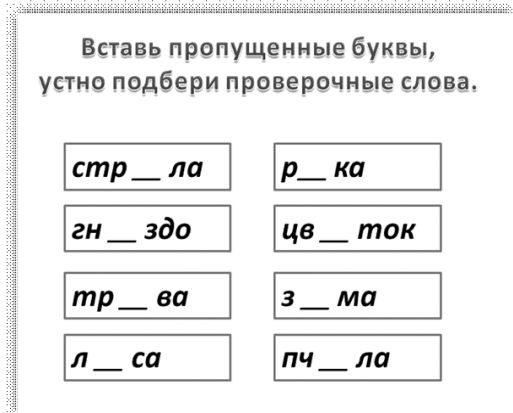 Вставь пропущенные буквы,
устно подбери проверочные слова.
стр __ ла
р__ ка
гн __ здо
цв __ ток
тр __ ва
з __ ма
л __ са
пч __ ла